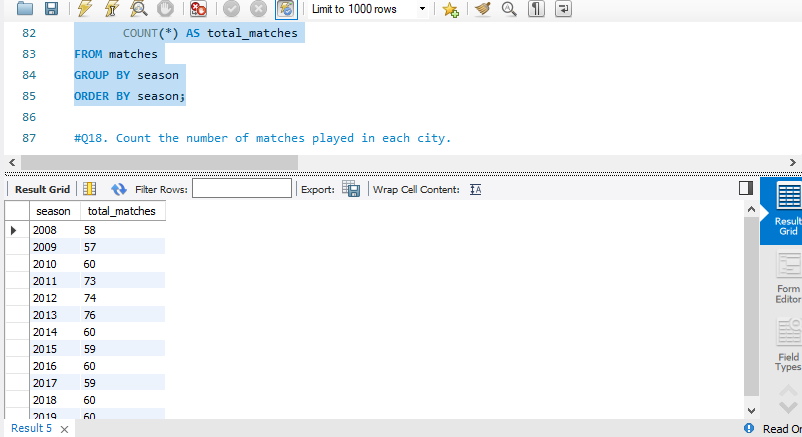 Limit to 1000 rows
82 COUNT(*) AS total_matches
83 FROM matches
84 GROUP BY season
85 ORDER BY season;
86
87 #Q18. Count the number of matches played in each city.
Result Grid Filter Rows: Export: Wrap Cell Content:
season total_matches
2008 58
2009 57
2010 60
2011 73
2012 74
2013 76
2014 60
2015 59
2016 60
2017 59
2018 60
2019 60
Result
Grid
Form
Editor
Field
Types
Result 5
Read On